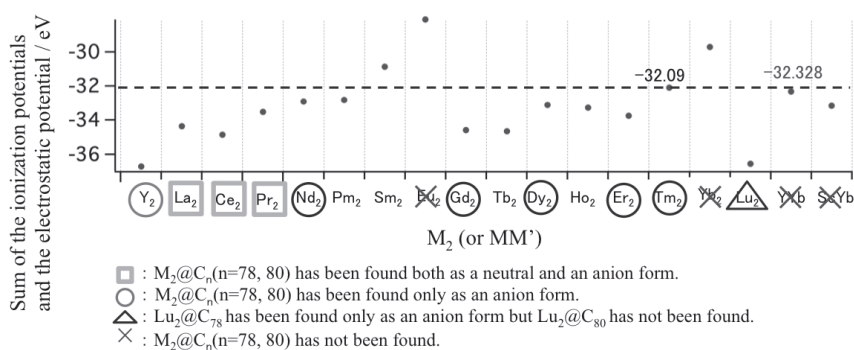 Sum of the ionization potentials
and the electrostatic potential / eV
-30
-32
-34
-36
−32.09
−32.328
Y₂ La₂ Ce₂ Pr₂ Nd₂ Pm₂ Sm₂ Eu₂ Gd₂ Tb₂ Dy₂ Ho₂ Er₂ Tm₂ Yb₂ Lu₂ YYb ScYb
M₂ (or MM’)
: M₂@Cₙ(n=78, 80) has been found both as a neutral and an anion form.
: M₂@Cₙ(n=78, 80) has been found only as an anion form.
: Lu₂@C₇₈ has been found only as an anion form but Lu₂@C₈₀ has not been found.
: M₂@Cₙ(n=78, 80) has not been found.